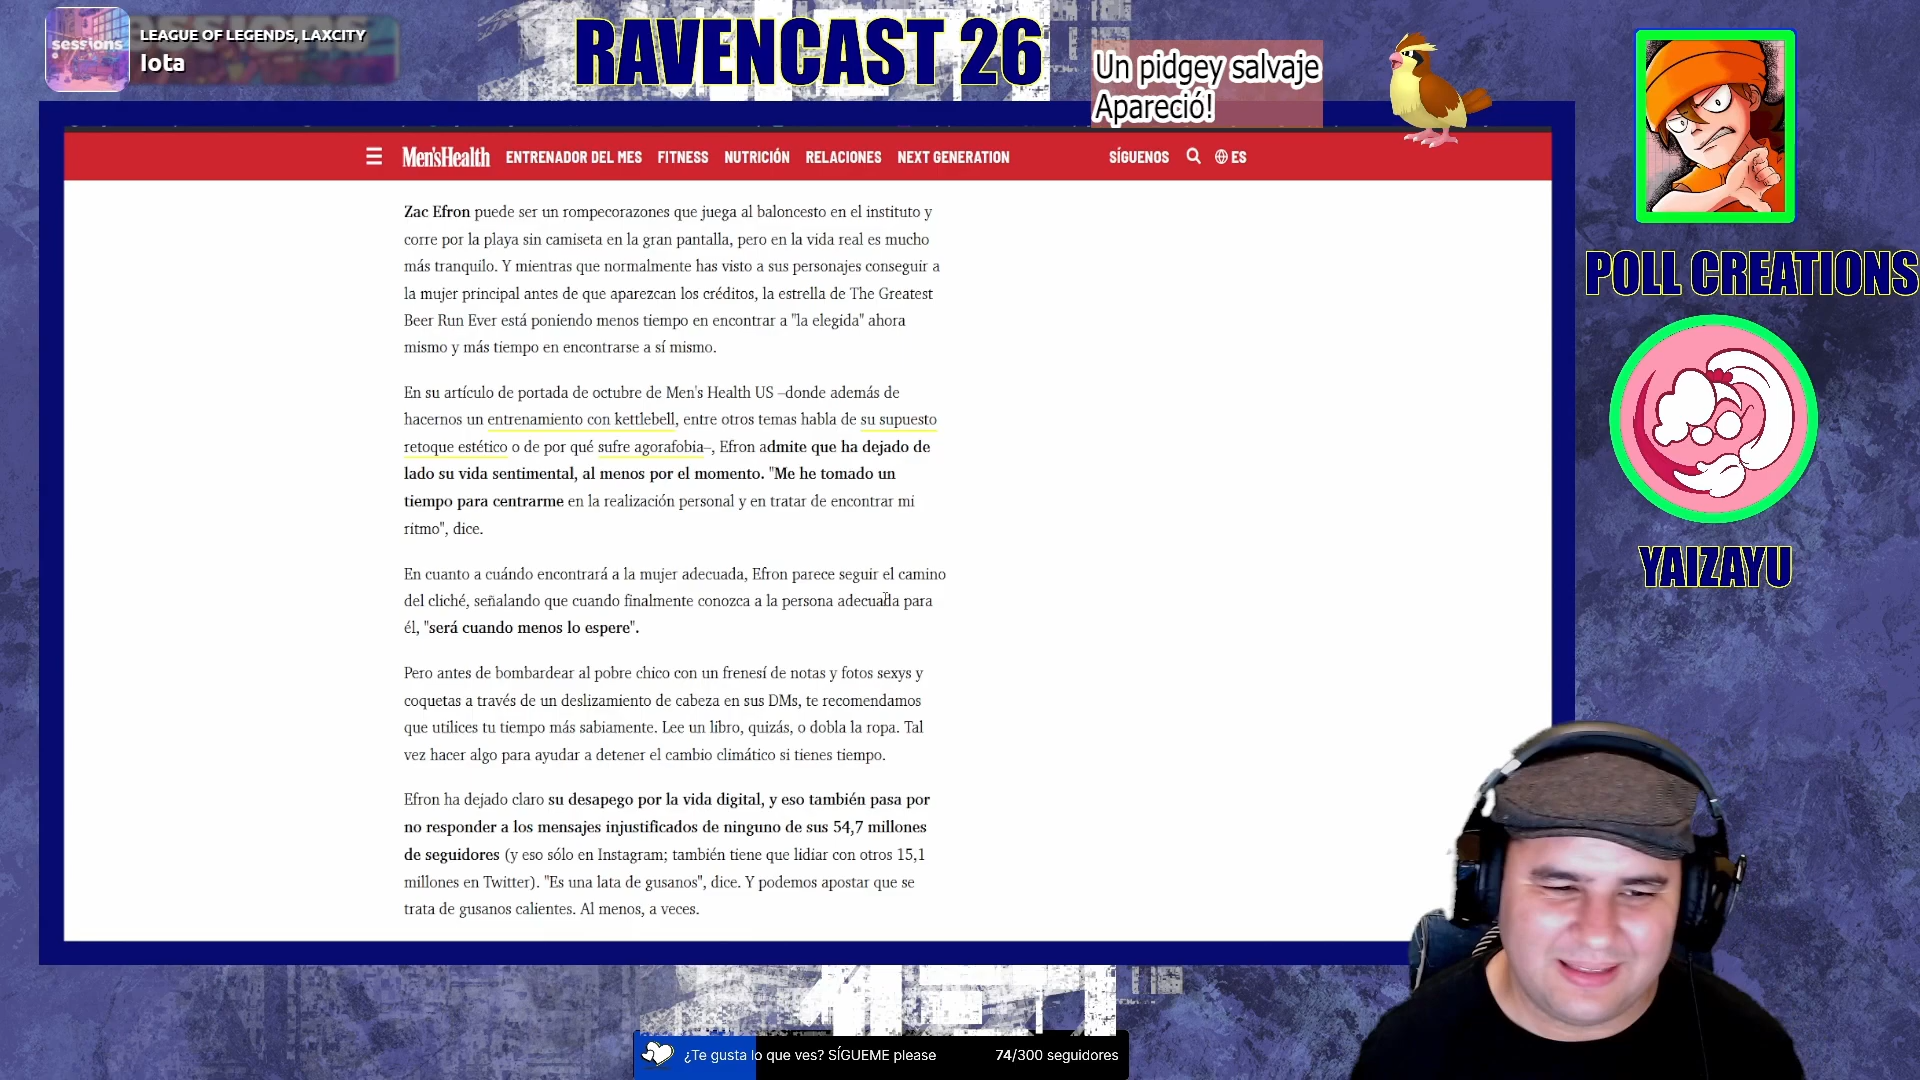 sessions
LEAGUE OF LEGENDS, LAXCITY
Iota
RAVENCAST 26
Un pidgey salvaje
Apareció!
Men'sHealth ENTRENADOR DEL MES FITNESS NUTRICIÓN RELACIONES NEXT GENERATION SÍGUENOS ES
Zac Efron puede ser un rompecorazones que juega al baloncesto en el instituto y
corre por la playa sin camiseta en la gran pantalla, pero en la vida real es mucho
más tranquilo. Y mientras que normalmente has visto a sus personajes conseguir a
la mujer principal antes de que aparezcan los créditos, la estrella de The Greatest
Beer Run Ever está poniendo menos tiempo en encontrar a "la elegida" ahora
mismo y más tiempo en encontrarse a sí mismo.
En su artículo de portada de octubre de Men's Health US –donde además de
hacernos un entrenamiento con kettlebell, entre otros temas habla de su supuesto
retoque estético o de por qué sufre agorafobia–, Efron admite que ha dejado de
lado su vida sentimental, al menos por el momento. "Me he tomado un
tiempo para centrarme en la realización personal y en tratar de encontrar mi
ritmo", dice.
En cuanto a cuándo encontrará a la mujer adecuada, Efron parece seguir el camino
del cliché, señalando que cuando finalmente conozca a la persona adecuada para
él, "será cuando menos lo espere".
Pero antes de bombardear al pobre chico con un frenesí de notas y fotos sexys y
coquetas a través de un deslizamiento de cabeza en sus DMs, te recomendamos
que utilices tu tiempo más sabiamente. Lee un libro, quizás, o dobla la ropa. Tal
vez hacer algo para ayudar a detener el cambio climático si tienes tiempo.
Efron ha dejado claro su desapego por la vida digital, y eso también pasa por
no responder a los mensajes injustificados de ninguno de sus 54,7 millones
de seguidores (y eso sólo en Instagram; también tiene que lidiar con otros 15,1
millones en Twitter). "Es una lata de gusanos", dice. Y podemos apostar que se
trata de gusanos calientes. Al menos, a veces.
POLL CREATIONS
YAIZAYU
¿Te gusta lo que ves? SÍGUEME please 74/300 seguidores